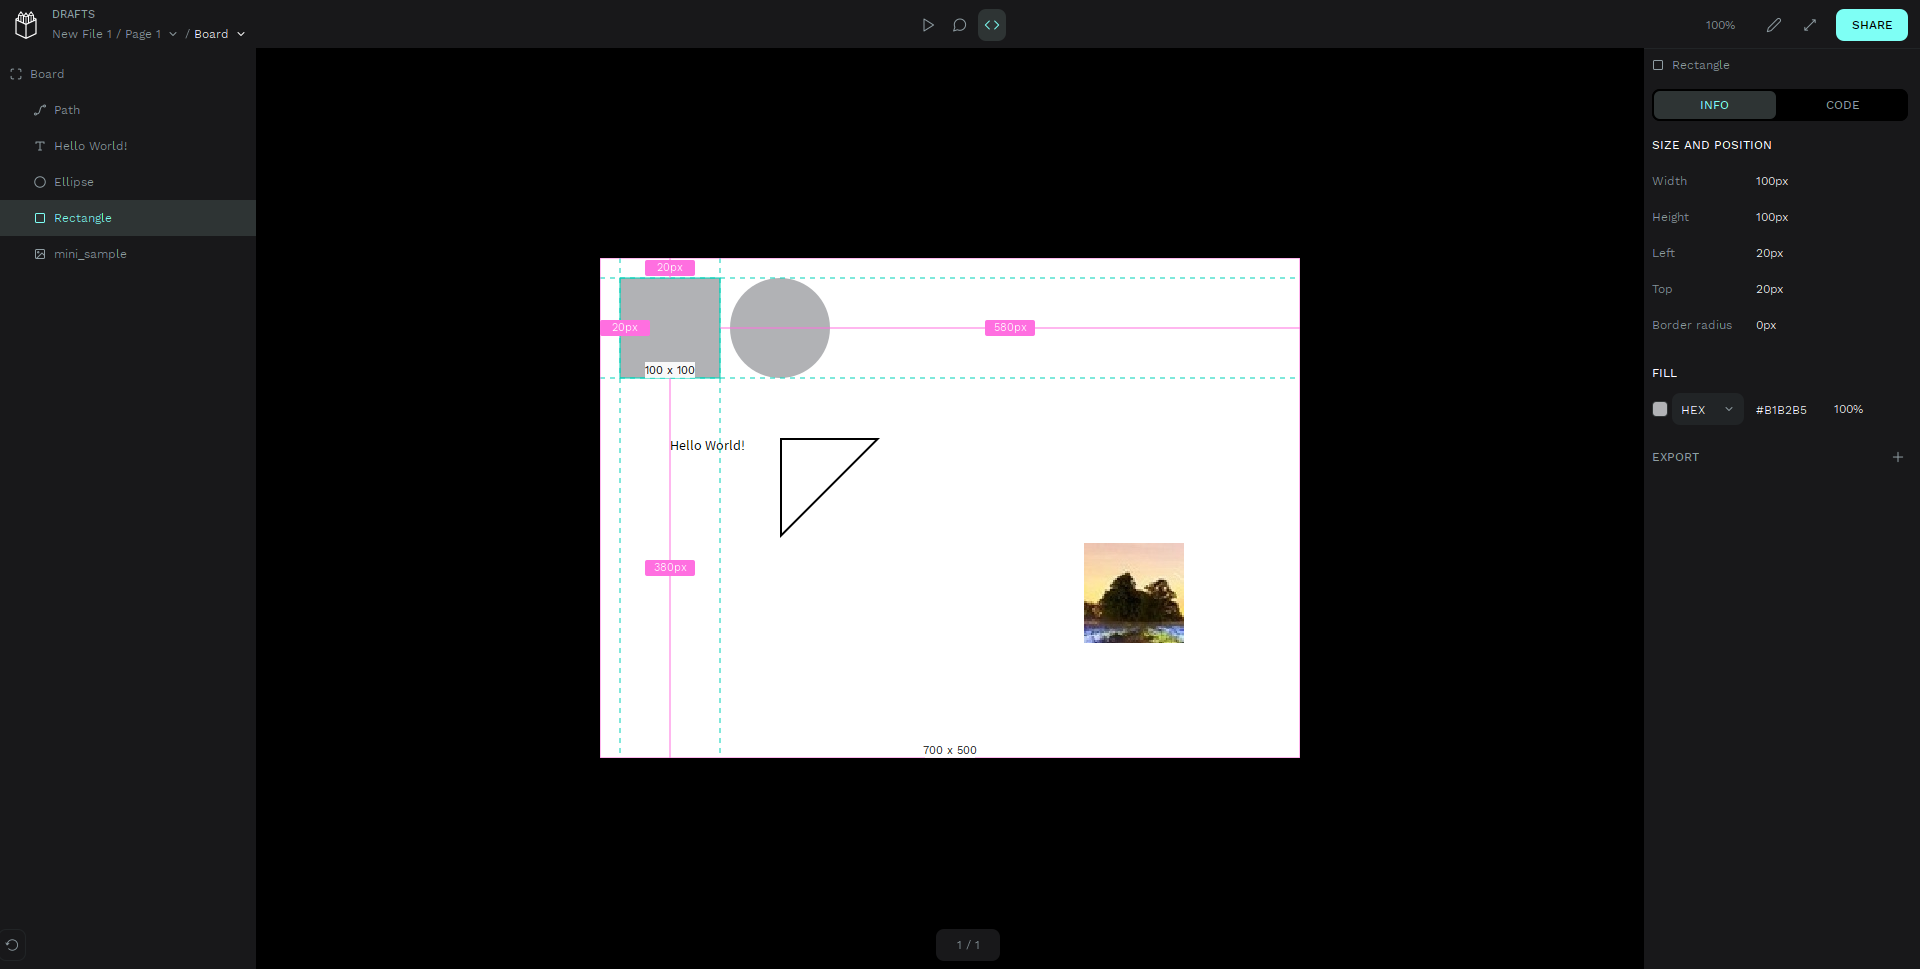 DRAFTS
New File 1 / Page 1 / Board
100%
SHARE
Board
Path
Hello World!
Ellipse
Rectangle
mini_sample
20px
20px
580px
100 x 100
Hello World!
380px
700 x 500
1 / 1
Rectangle
INFO
CODE
SIZE AND POSITION
Width 100px
Height 100px
Left 20px
Top 20px
Border radius 0px
FILL
HEX #B1B2B5 100%
EXPORT